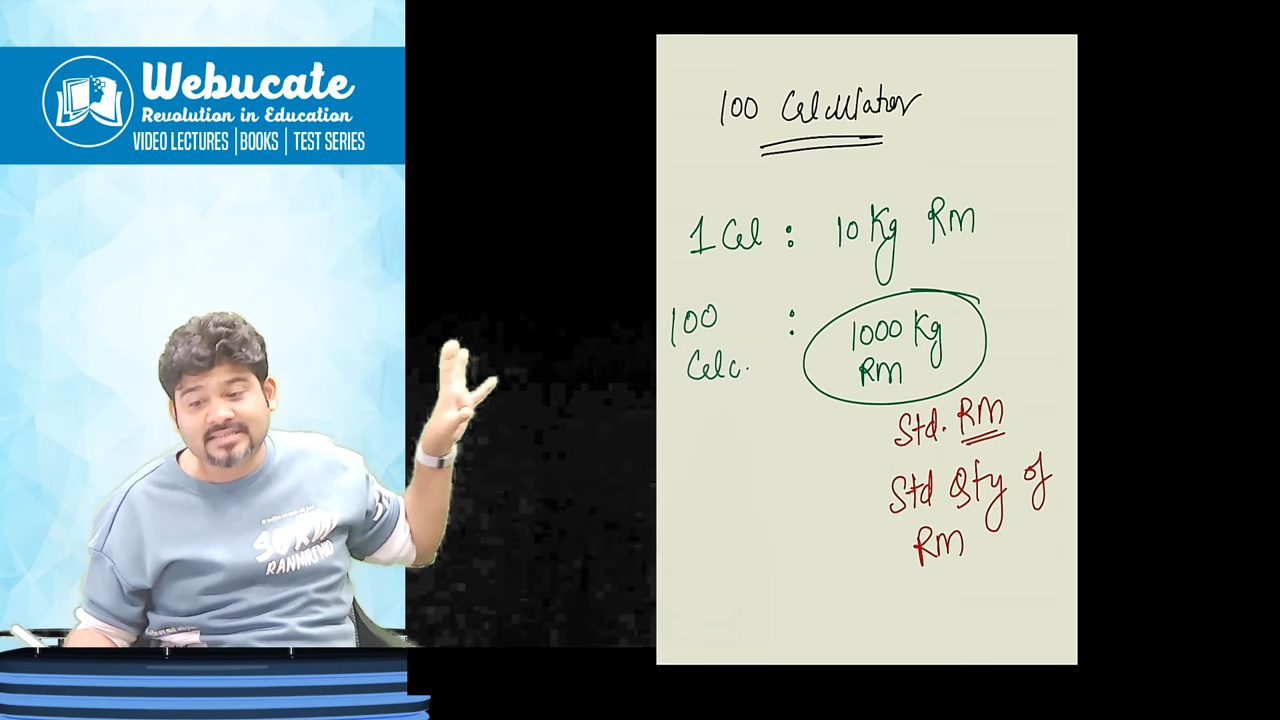 Webucate
Revolution in Education
VIDEO LECTURES | BOOKS | TEST SERIES
100 Calculator
1 Cal : 10 Kg RM
100 : 1000 Kg
Calc. RM
Std. RM
Std Qty of
RM
RANMRTNO